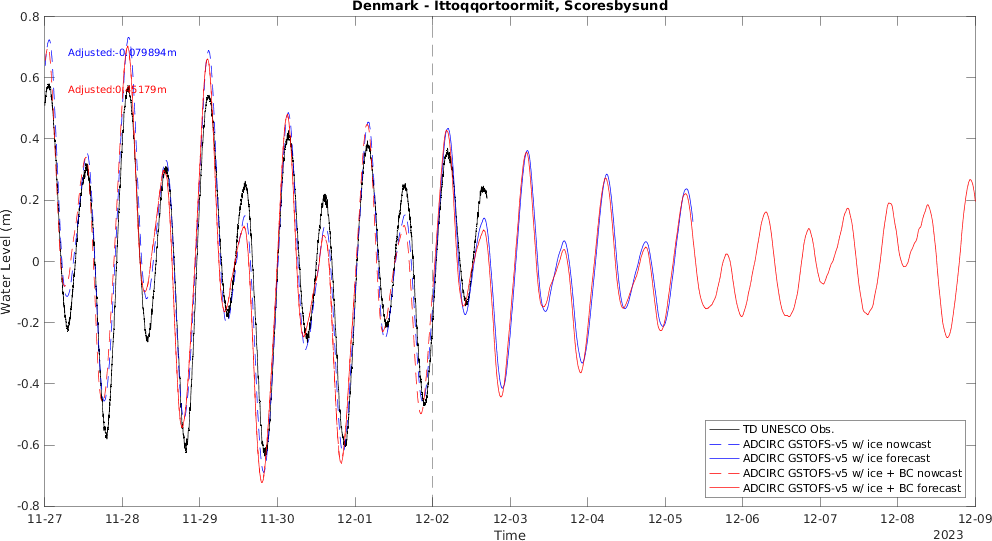 Denmark - Ittoqqortoormiit, Scoresbysund
0.8
0.6
0.4
0.2
0
-0.2
-0.4
-0.6
-0.8
Water Level (m)
Adjusted:-0.079894m
TD UNESCO Obs.
ADCIRC GSTOFS-v5 w/ ice nowcast
ADCIRC GSTOFS-v5 w/ ice forecast
ADCIRC GSTOFS-v5 w/ ice + BC nowcast
ADCIRC GSTOFS-v5 w/ ice + BC forecast
11-27 11-28 11-29 11-30 12-01 12-02 12-03 12-04 12-05 12-06 12-07 12-08 12-09
Time
2023